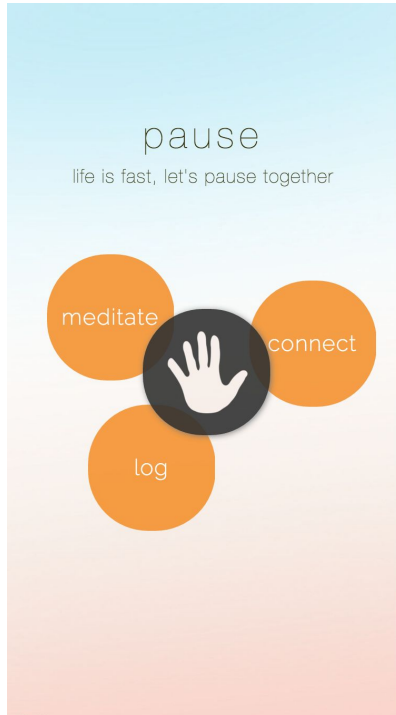 pause
life is fast, let's pause together
meditate
connect
log